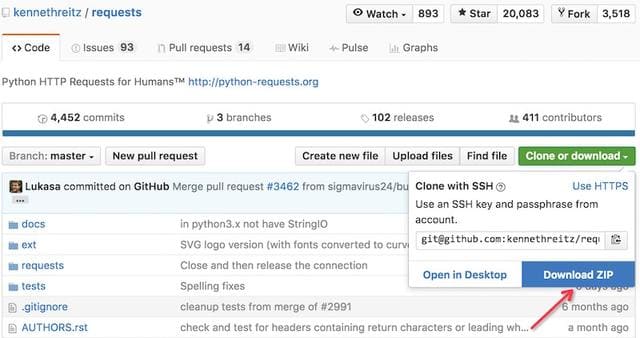 kennethreitz / requests
Watch 893 Star 20,083 Fork 3,518
Code Issues 93 Pull requests 14 Wiki Pulse Graphs
Python HTTP Requests for Humans™ http://python-requests.org
4,452 commits 3 branches 102 releases 411 contributors
Branch: master New pull request Create new file Upload files Find file Clone or download
Lukasa committed on GitHub Merge pull request #3462 from sigmavirus24/bu
...
Clone with SSH Use HTTPS
Use an SSH key and passphrase from
account.
git@github.com:kennethreitz/req
Open in Desktop Download ZIP
docs in python3.x not have StringIO
ext SVG logo version (with fonts converted to curv
requests Close and then release the connection
tests Spelling fixes days ago
.gitignore cleanup tests from merge of #2991 6 months ago
AUTHORS.rst check and test for headers containing return characters or leading wh... a month ago